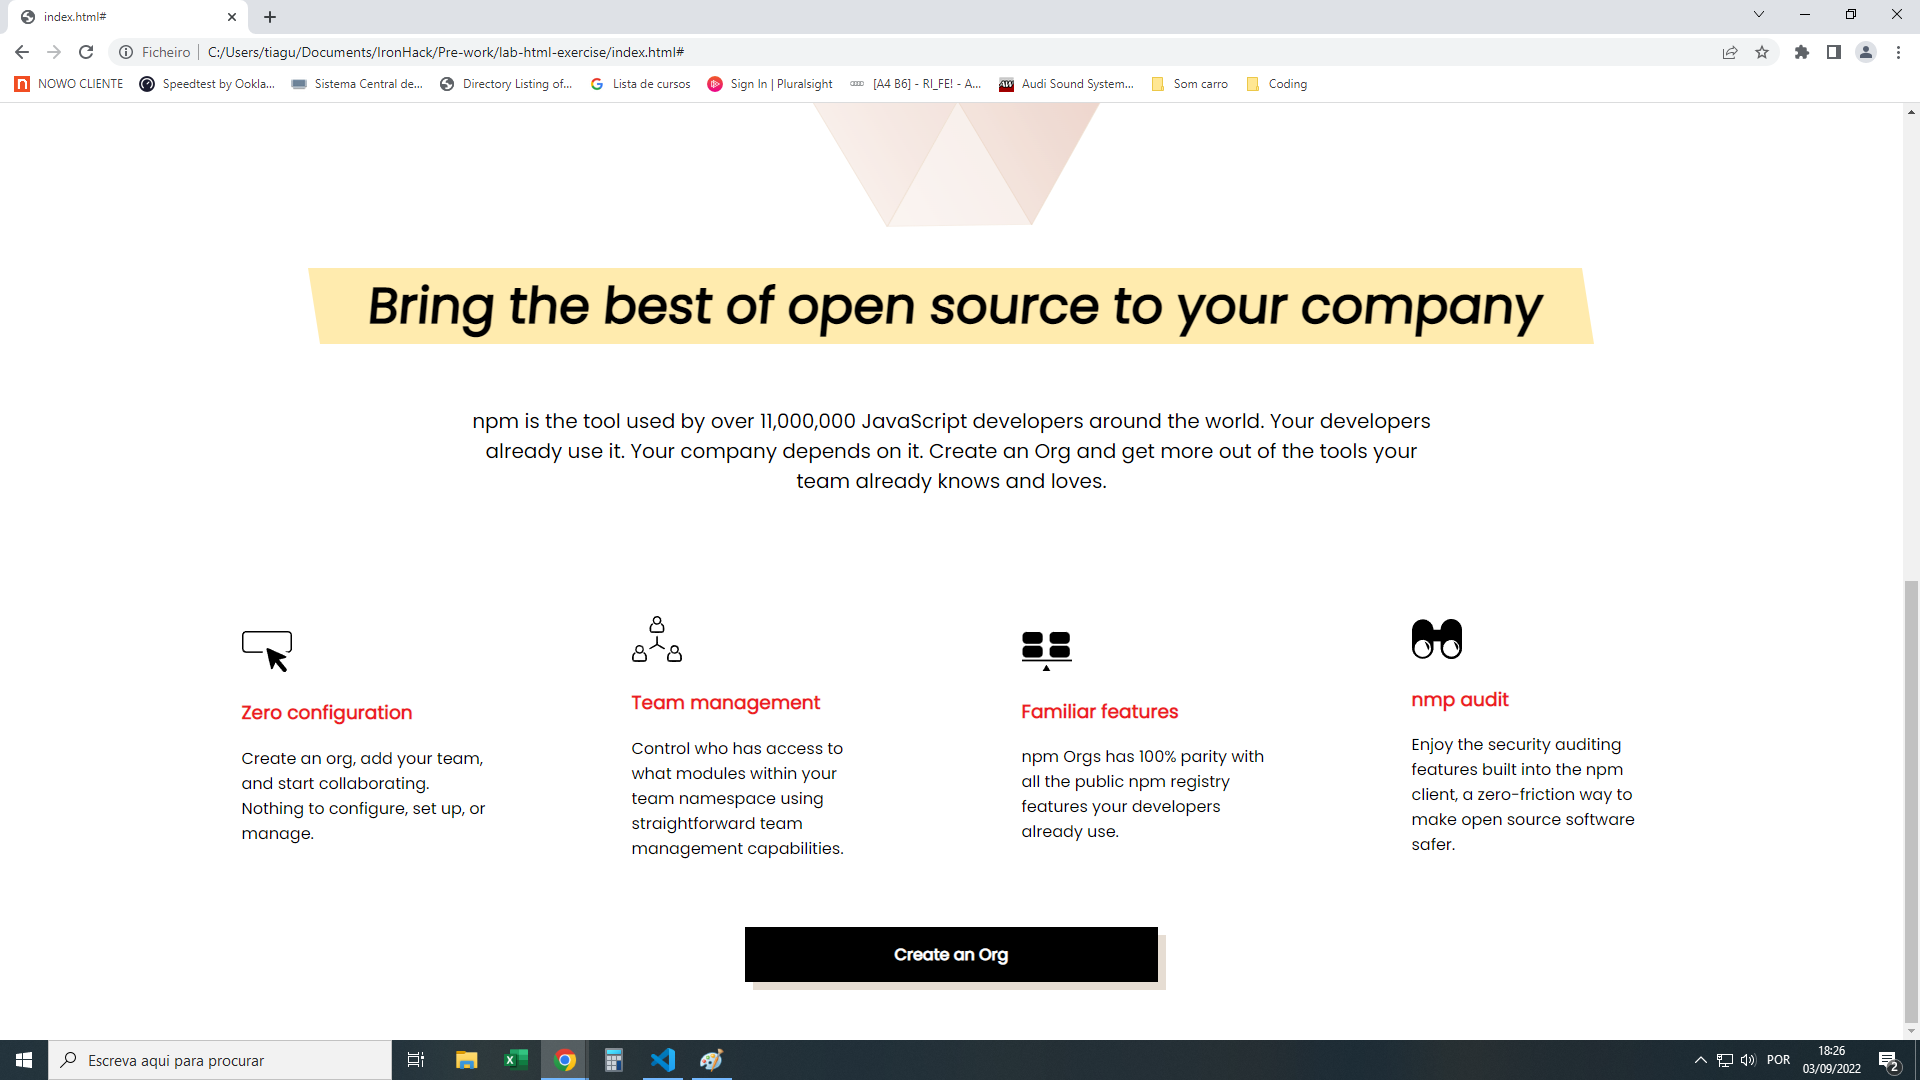 index.html#
Ficheiro
C:/Users/tiagu/Documents/IronHack/Pre-work/lab-html-exercise/index.html#
NOWO CLIENTE
Speedtest by Ookla...
Sistema Central de...
Directory Listing of...
Lista de cursos
Sign In | Pluralsight
[A4 B6] - RI_FE! - A...
Audi Sound System...
Som carro
Coding
Bring the best of open source to your company
npm is the tool used by over 11,000,000 JavaScript developers around the world. Your developers
already use it. Your company depends on it. Create an Org and get more out of the tools your
team already knows and loves.
Zero configuration
Create an org, add your team,
and start collaborating.
Nothing to configure, set up, or
manage.
Team management
Control who has access to
what modules within your
team namespace using
straightforward team
management capabilities.
Familiar features
npm Orgs has 100% parity with
all the public npm registry
features your developers
already use.
nmp audit
Enjoy the security auditing
features built into the npm
client, a zero-friction way to
make open source software
safer.
Create an Org
Escreva aqui para procurar
POR
18:26
03/09/2022
2